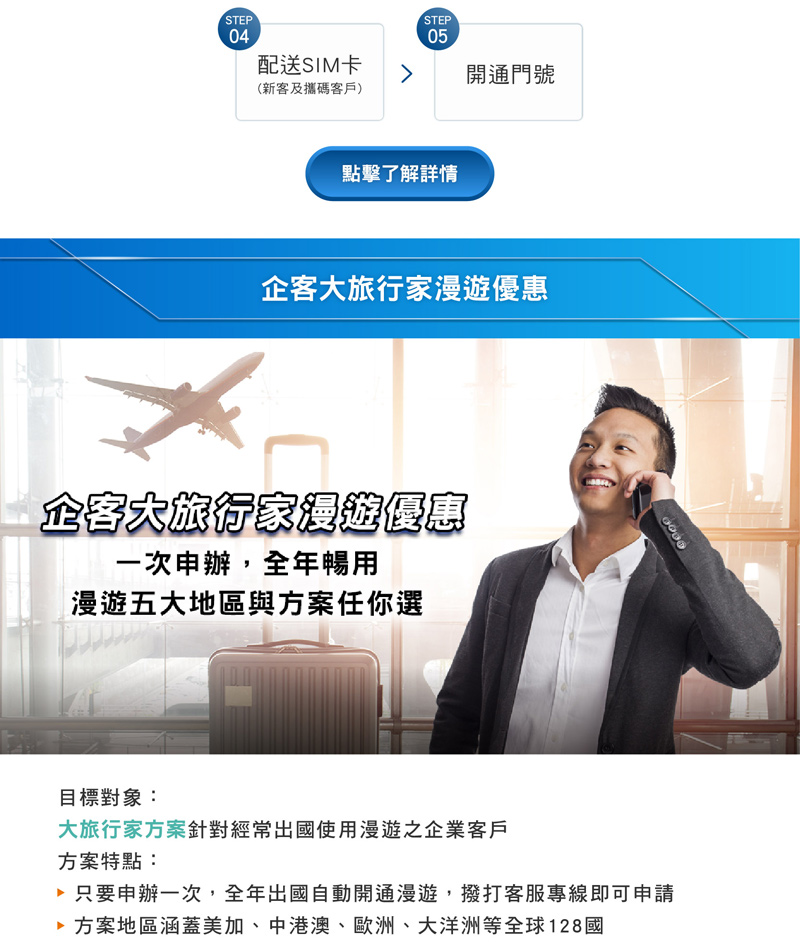 STEP
04
配送SIM卡
(新客及攜碼客戶)
STEP
05
開通門號
點擊了解詳情
企客大旅行家漫遊優惠
企客大旅行家漫遊優惠
一次申辦，全年暢用
漫遊五大地區與方案任你選
目標對象：
大旅行家方案針對經常出國使用漫遊之企業客戶
方案特點：
▸ 只要申辦一次，全年出國自動開通漫遊，撥打客服專線即可申請
▸ 方案地區涵蓋美加、中港澳、歐洲、大洋洲等全球128國